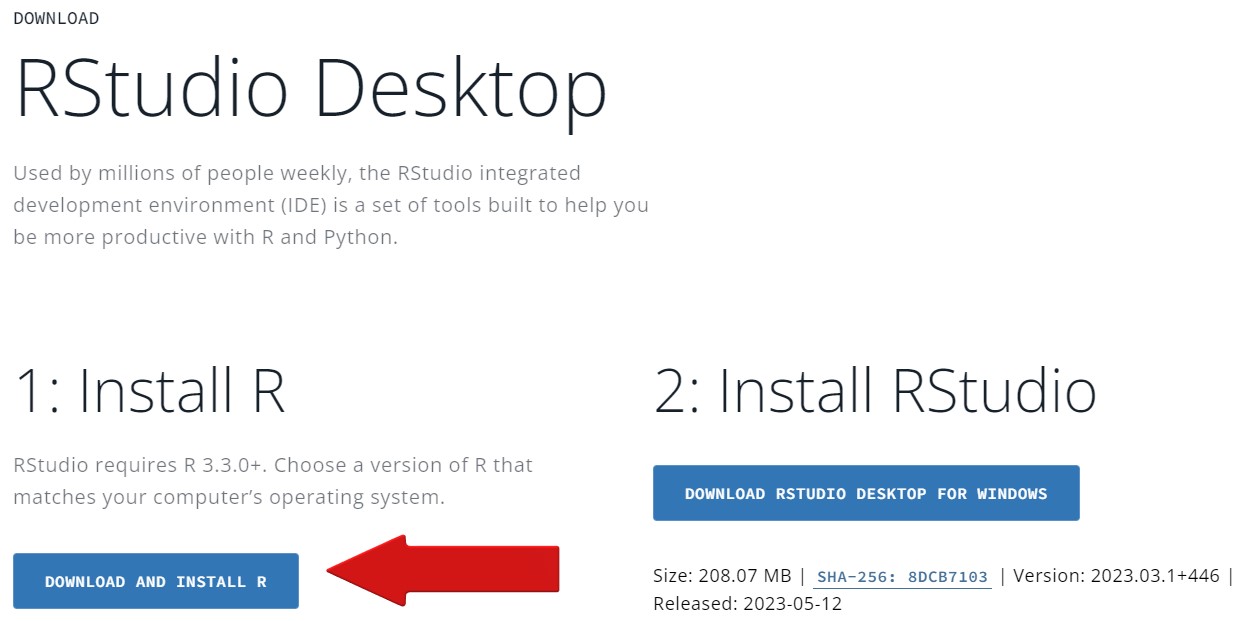 DOWNLOAD
RStudio Desktop
Used by millions of people weekly, the RStudio integrated
development environment (IDE) is a set of tools built to help you
be more productive with R and Python.
1: Install R
RStudio requires R 3.3.0+. Choose a version of R that
matches your computer’s operating system.
DOWNLOAD AND INSTALL R
2: Install RStudio
DOWNLOAD RSTUDIO DESKTOP FOR WINDOWS
Size: 208.07 MB | SHA-256: 8DCB7103 | Version: 2023.03.1+446 |
Released: 2023-05-12